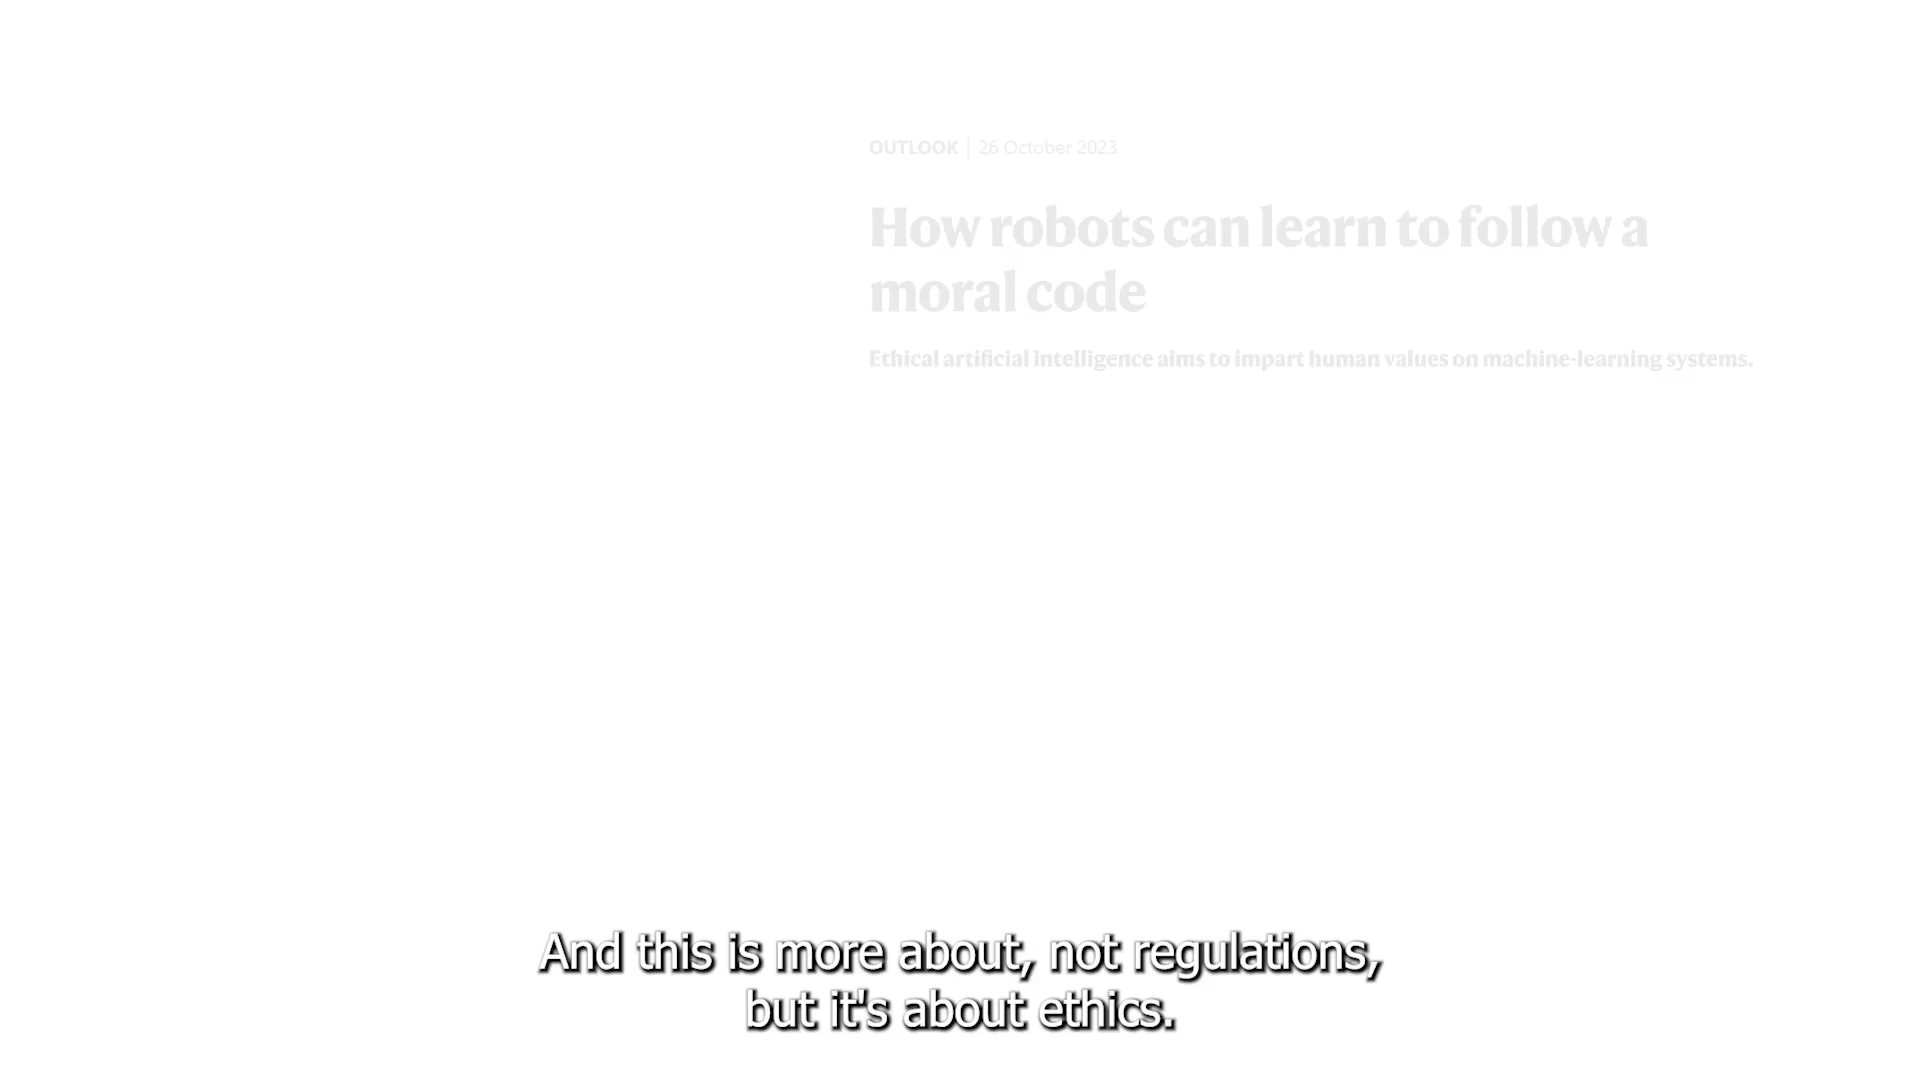 OUTLOOK | 26 October 2023
How robots can learn to follow a
moral code
Ethical artificial intelligence aims to impart human values on machine-learning systems.
And this is more about, not regulations,
but it's about ethics.